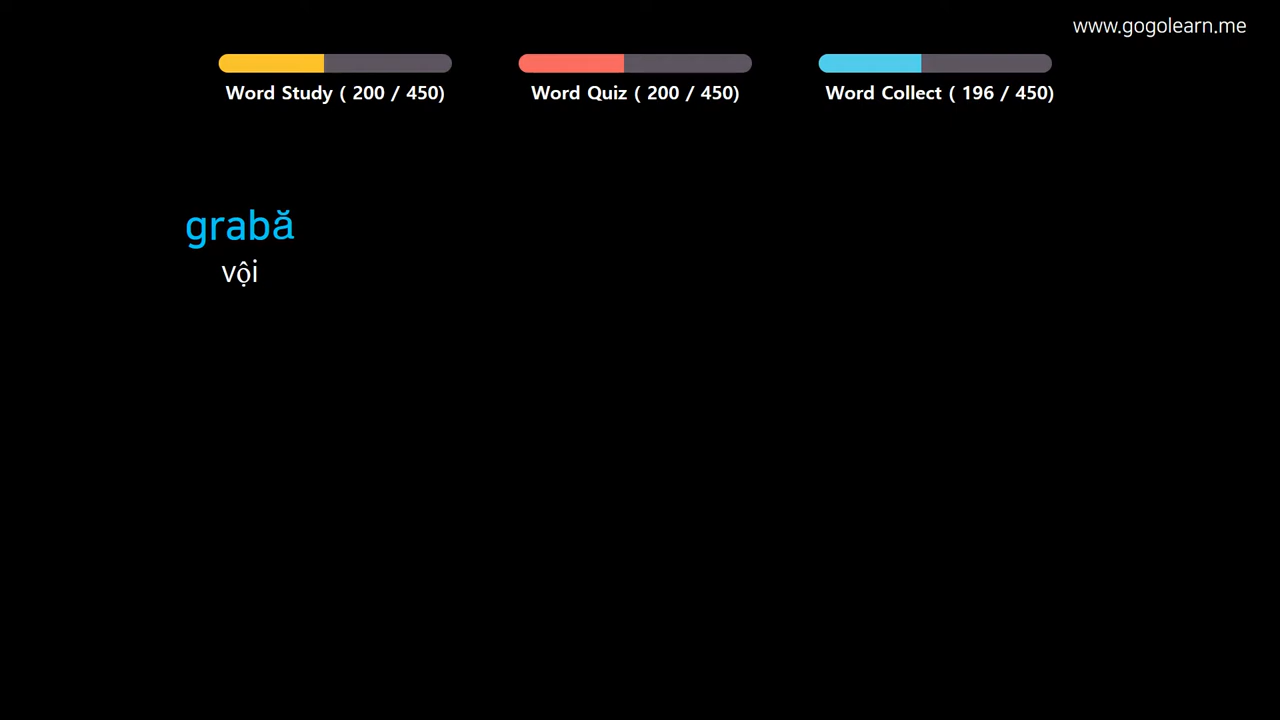 www.gogolearn.me
Word Study ( 200 / 450)
Word Quiz ( 200 / 450)
Word Collect ( 196 / 450)
grabă
vội